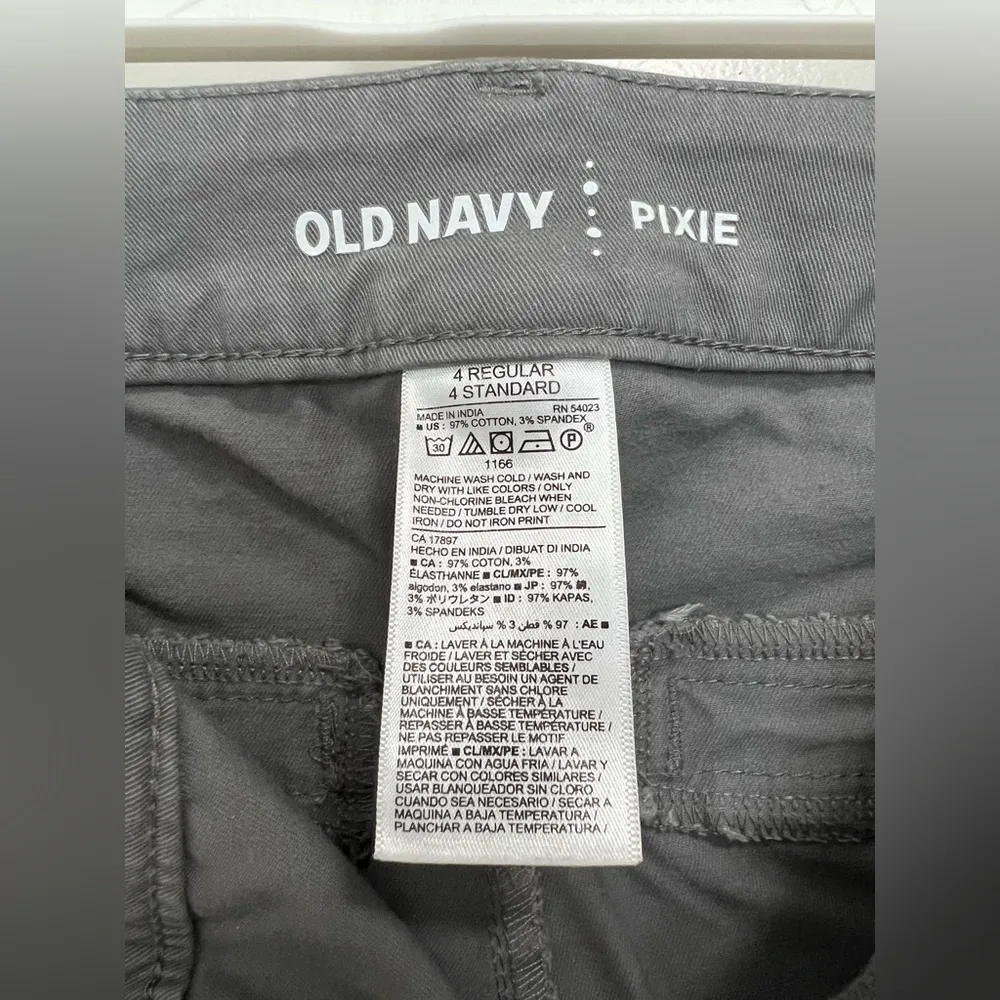 OLD NAVY PIXIE
4 REGULAR
4 STANDARD
MADE IN INDIA RN 54023
■ US : 97% COTTON, 3% SPANDEX
30 P ®
1166
MACHINE WASH COLD / WASH AND
DRY WITH LIKE COLORS / ONLY
NON-CHLORINE BLEACH WHEN
NEEDED / TUMBLE DRY LOW / COOL
IRON / DO NOT IRON PRINT
CA 17897
HECHO EN INDIA / DIBUAT DI INDIA
■ CA : 97% COTON, 3%
ÉLASTHANNE ■ CL/MX/PE : 97%
algodon, 3% elastano ■ JP : 97% 綿,
3% ポリウレタン ■ ID : 97% KAPAS,
3% SPANDEKS
■ AE : 97 % قطن 3 % سباندیکس
■ CA : LAVER À LA MACHINE À L'EAU
FROIDE / LAVER ET SÉCHER AVEC
DES COULEURS SEMBLABLES /
UTILISER AU BESOIN UN AGENT DE
BLANCHIMENT SANS CHLORE
UNIQUEMENT / SÉCHER À LA
MACHINE À BASSE TEMPÉRATURE /
REPASSER À BASSE TEMPÉRATURE /
NE PAS REPASSER LE MOTIF
IMPRIMÉ ■ CL/MX/PE : LAVAR A
MAQUINA CON AGUA FRIA / LAVAR Y
SECAR CON COLORES SIMILARES /
USAR BLANQUEADOR SIN CLORO
CUANDO SEA NECESARIO / SECAR A
MAQUINA A BAJA TEMPERATURA /
PLANCHAR A BAJA TEMPERATURA /